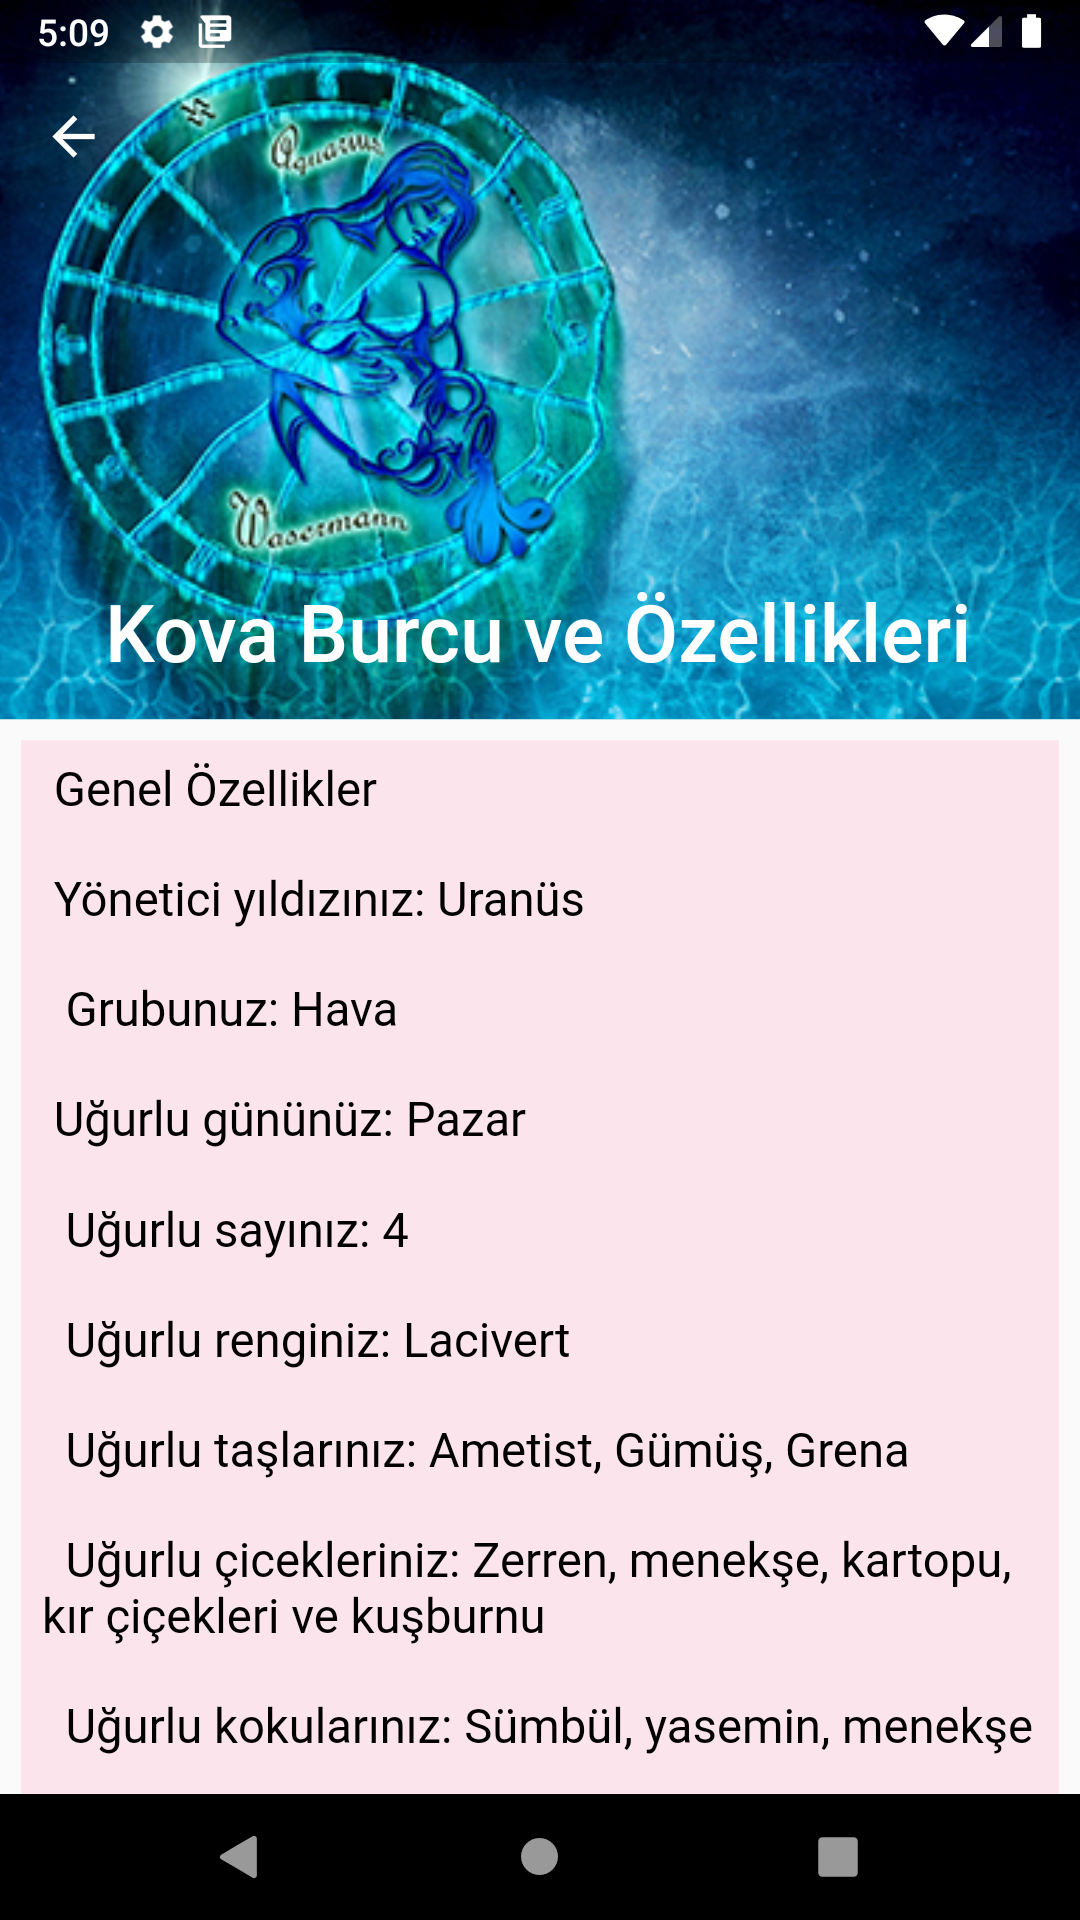 5:09
Aquarius
Wasermann
Kova Burcu ve Özellikleri
Genel Özellikler
Yönetici yıldızınız: Uranüs
Grubunuz: Hava
Uğurlu gününüz: Pazar
Uğurlu sayınız: 4
Uğurlu renginiz: Lacivert
Uğurlu taşlarınız: Ametist, Gümüş, Grena
Uğurlu çicekleriniz: Zerren, menekşe, kartopu,
kır çiçekleri ve kuşburnu
Uğurlu kokularınız: Sümbül, yasemin, menekşe